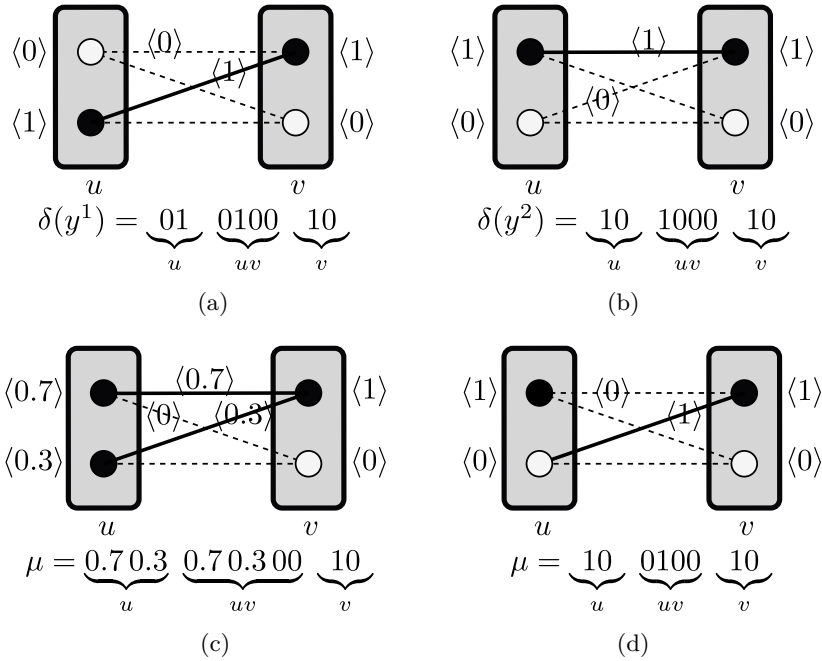 ⟨0⟩ ⟨0⟩ ⟨1⟩
⟨1⟩
⟨1⟩ ⟨0⟩
u v
δ(y¹) = 01 0100 10
u uv v
(a)
⟨1⟩ ⟨1⟩ ⟨1⟩
⟨0⟩
⟨0⟩ ⟨0⟩
u v
δ(y²) = 10 1000 10
u uv v
(b)
⟨0.7⟩ ⟨0.7⟩ ⟨1⟩
⟨0⟩ ⟨0.3⟩
⟨0.3⟩ ⟨0⟩
u v
μ = 0.7 0.3 0.7 0.3 00 10
u uv v
(c)
⟨1⟩ ⟨0⟩ ⟨1⟩
⟨1⟩
⟨0⟩ ⟨0⟩
u v
μ = 10 0100 10
u uv v
(d)